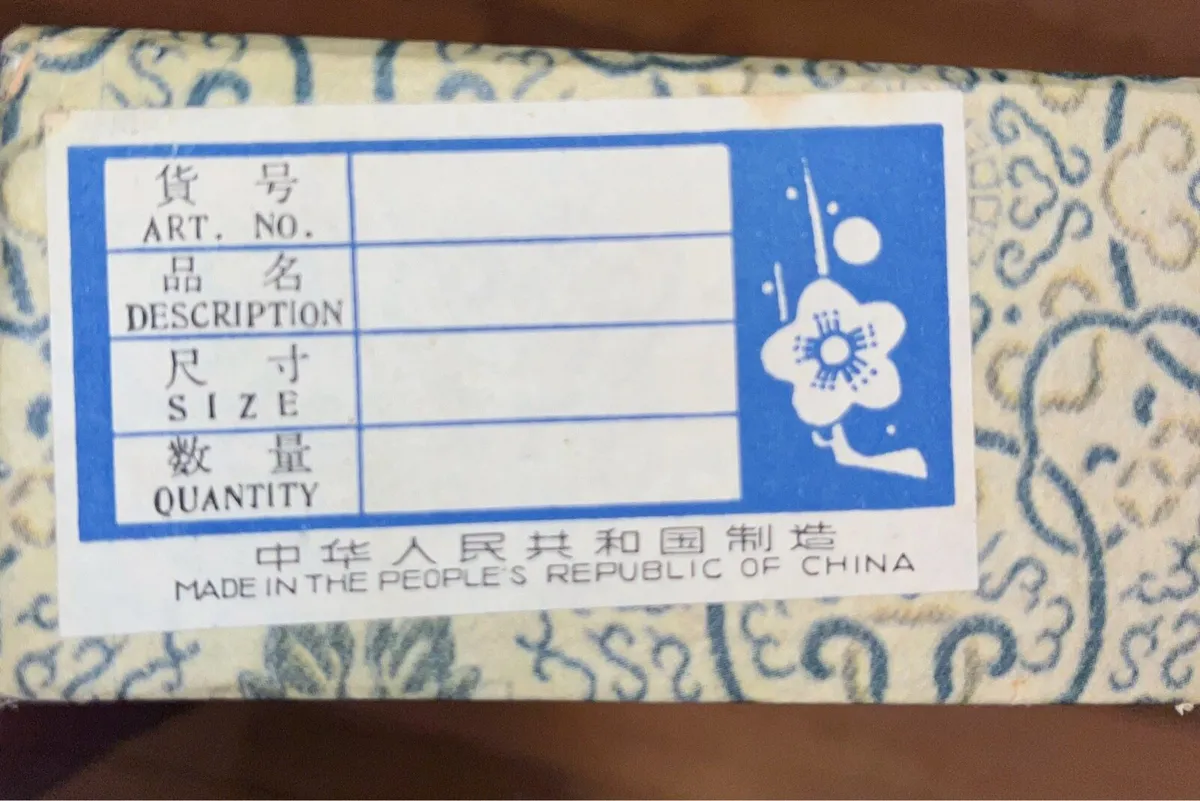 貨 号
ART. NO.
品 名
DESCRIPTION
尺 寸
SIZE
数 量
QUANTITY
中华人民共和国制造
MADE IN THE PEOPLE'S REPUBLIC OF CHINA